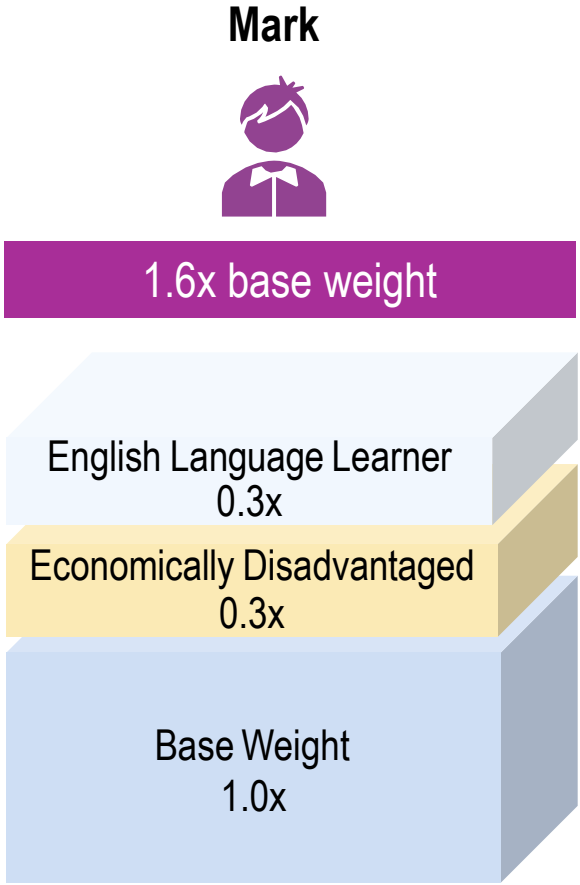 Mark
1.6x base weight
English Language Learner
0.3x
Economically Disadvantaged
0.3x
Base Weight
1.0x